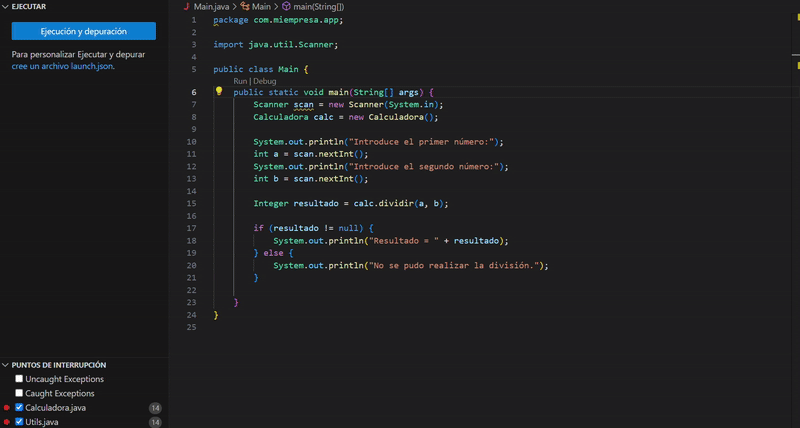 EJECUTAR
Ejecución y depuración
Para personalizar Ejecutar y depurar
cree un archivo launch.json.
PUNTOS DE INTERRUPCIÓN
Uncaught Exceptions
Caught Exceptions
Calculadora.java 14
Utils.java 14
J Main.java > Main > main(String[])
1 package com.miempresa.app;
2
3 import java.util.Scanner;
4
5 public class Main {
Run | Debug
6 public static void main(String[] args) {
7 Scanner scan = new Scanner(System.in);
8 Calculadora calc = new Calculadora();
9
10 System.out.println("Introduce el primer número:");
11 int a = scan.nextInt();
12 System.out.println("Introduce el segundo número:");
13 int b = scan.nextInt();
14
15 Integer resultado = calc.dividir(a, b);
16
17 if (resultado != null) {
18 System.out.println("Resultado = " + resultado);
19 } else {
20 System.out.println("No se pudo realizar la división.");
21 }
22
23 }
24 }
25